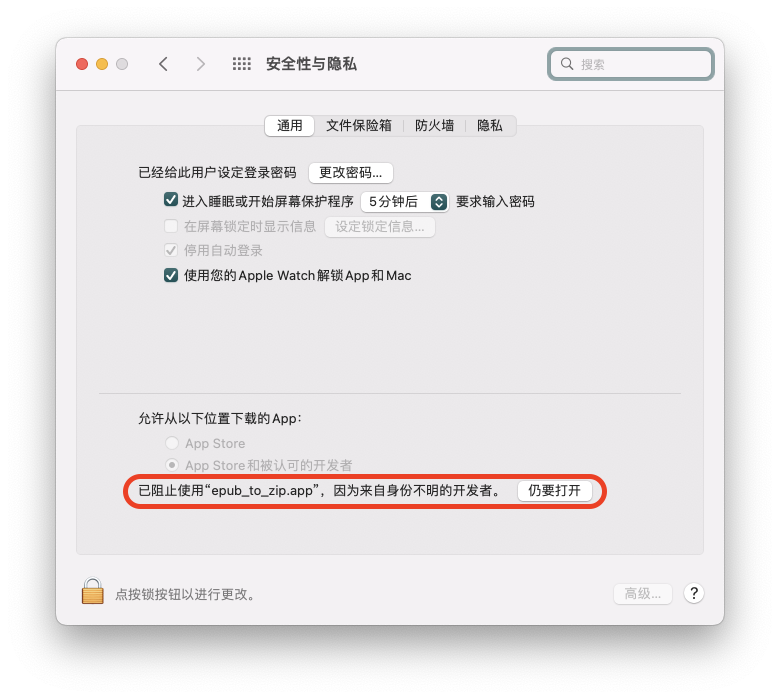 安全性与隐私
搜索
通用 文件保险箱 防火墙 隐私
已经给此用户设定登录密码 更改密码...
进入睡眠或开始屏幕保护程序 5分钟后 要求输入密码
在屏幕锁定时显示信息 设定锁定信息...
停用自动登录
使用您的Apple Watch解锁App和Mac
允许从以下位置下载的App：
App Store
App Store和被认可的开发者
已阻止使用“epub_to_zip.app”，因为来自身份不明的开发者。 仍要打开
点按锁按钮以进行更改。
高级... ?